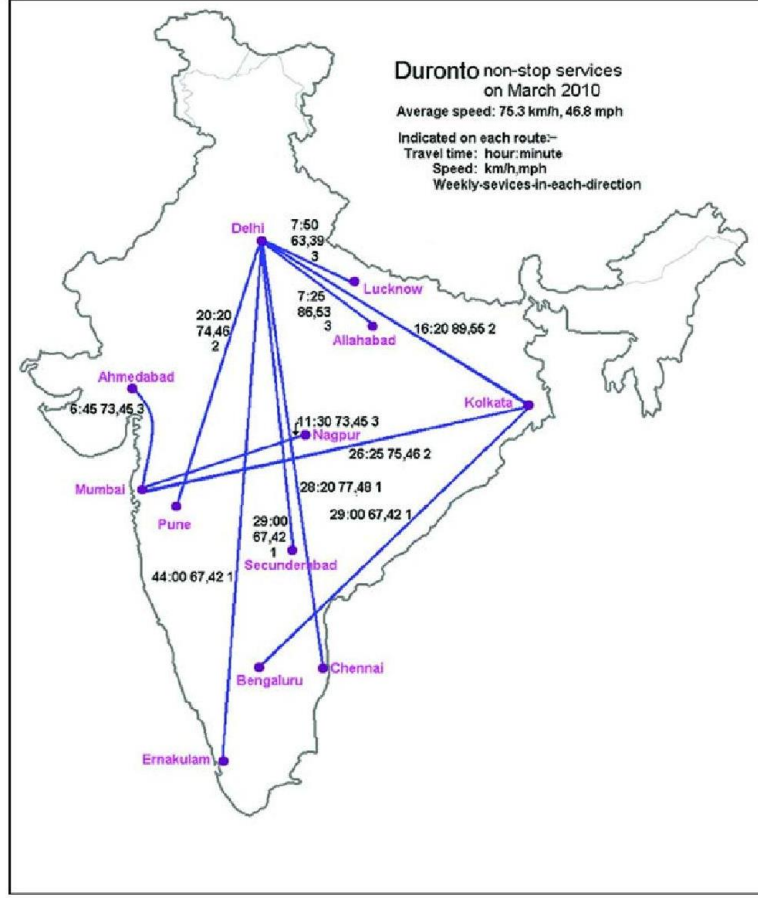 Duronto non-stop services
on March 2010
Average speed: 75.3 km/h, 46.8 mph
Indicated on each route:-
Travel time: hour:minute
Speed: km/h,mph
Weekly-sevices-in-each-direction
Delhi
7:50
63,39
3
Lucknow
7:25
86,53
3
Allahabad
20:20
74,46
2
16:20 89,55 2
Ahmedabad
6:45 73,45 3
Kolkata
11:30 73,45 3
Nagpur
26:25 75,46 2
Mumbai
28:20 77,48 1
Pune
29:00
67,42
1
29:00 67,42 1
Secunderabad
44:00 67,42 1
Bengaluru
Chennai
Ernakulam